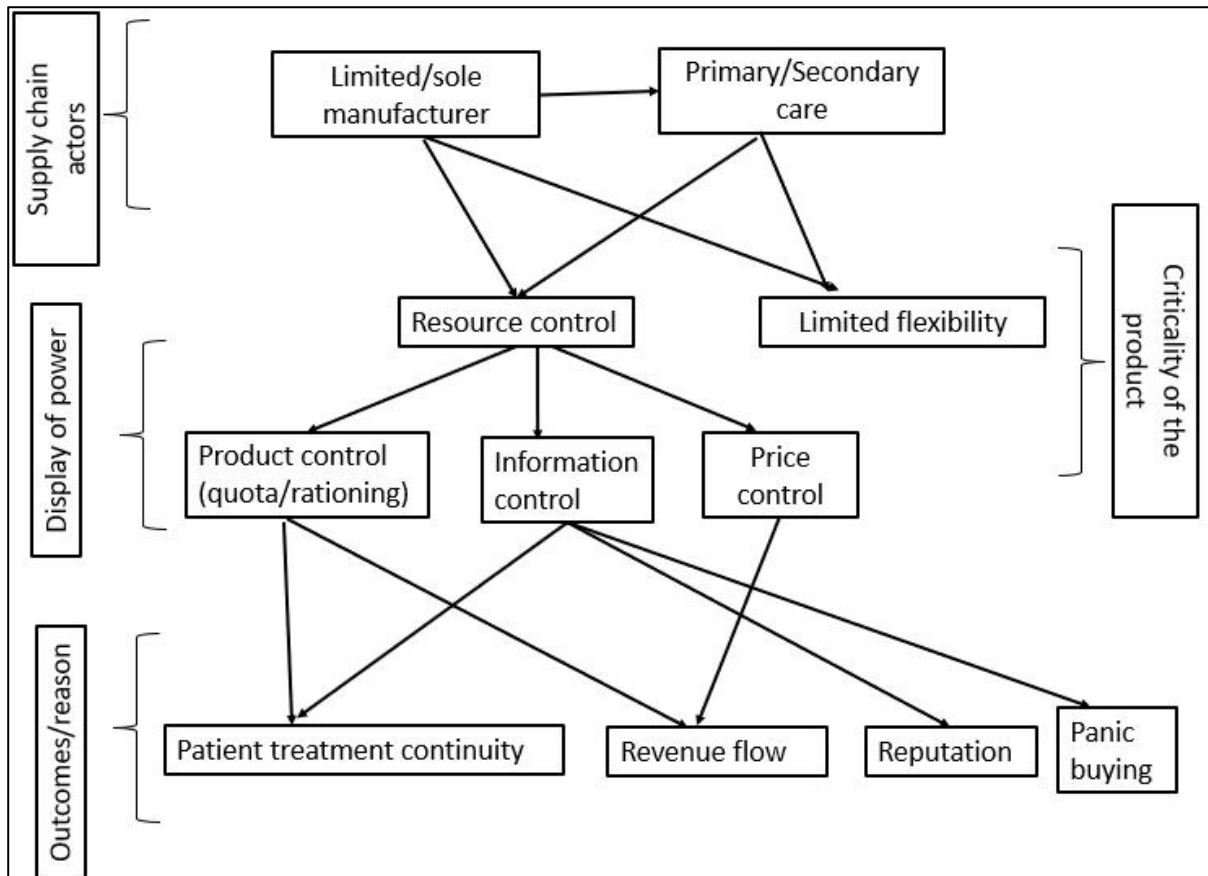 Supply chain
actors
Limited/sole
manufacturer
Primary/Secondary
care
Criticality of the
product
Display of power
Resource control
Limited flexibility
Product control
(quota/rationing)
Information
control
Price
control
Outcomes/reason
Patient treatment continuity
Revenue flow
Reputation
Panic
buying